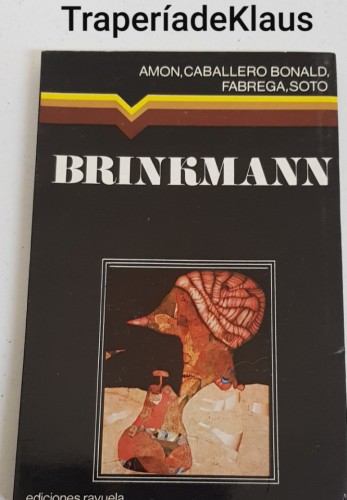 TraperíadeKlaus
AMON, CABALLERO BONALD,
FABREGA, SOTO
BRINKMANN
ediciones rayuela